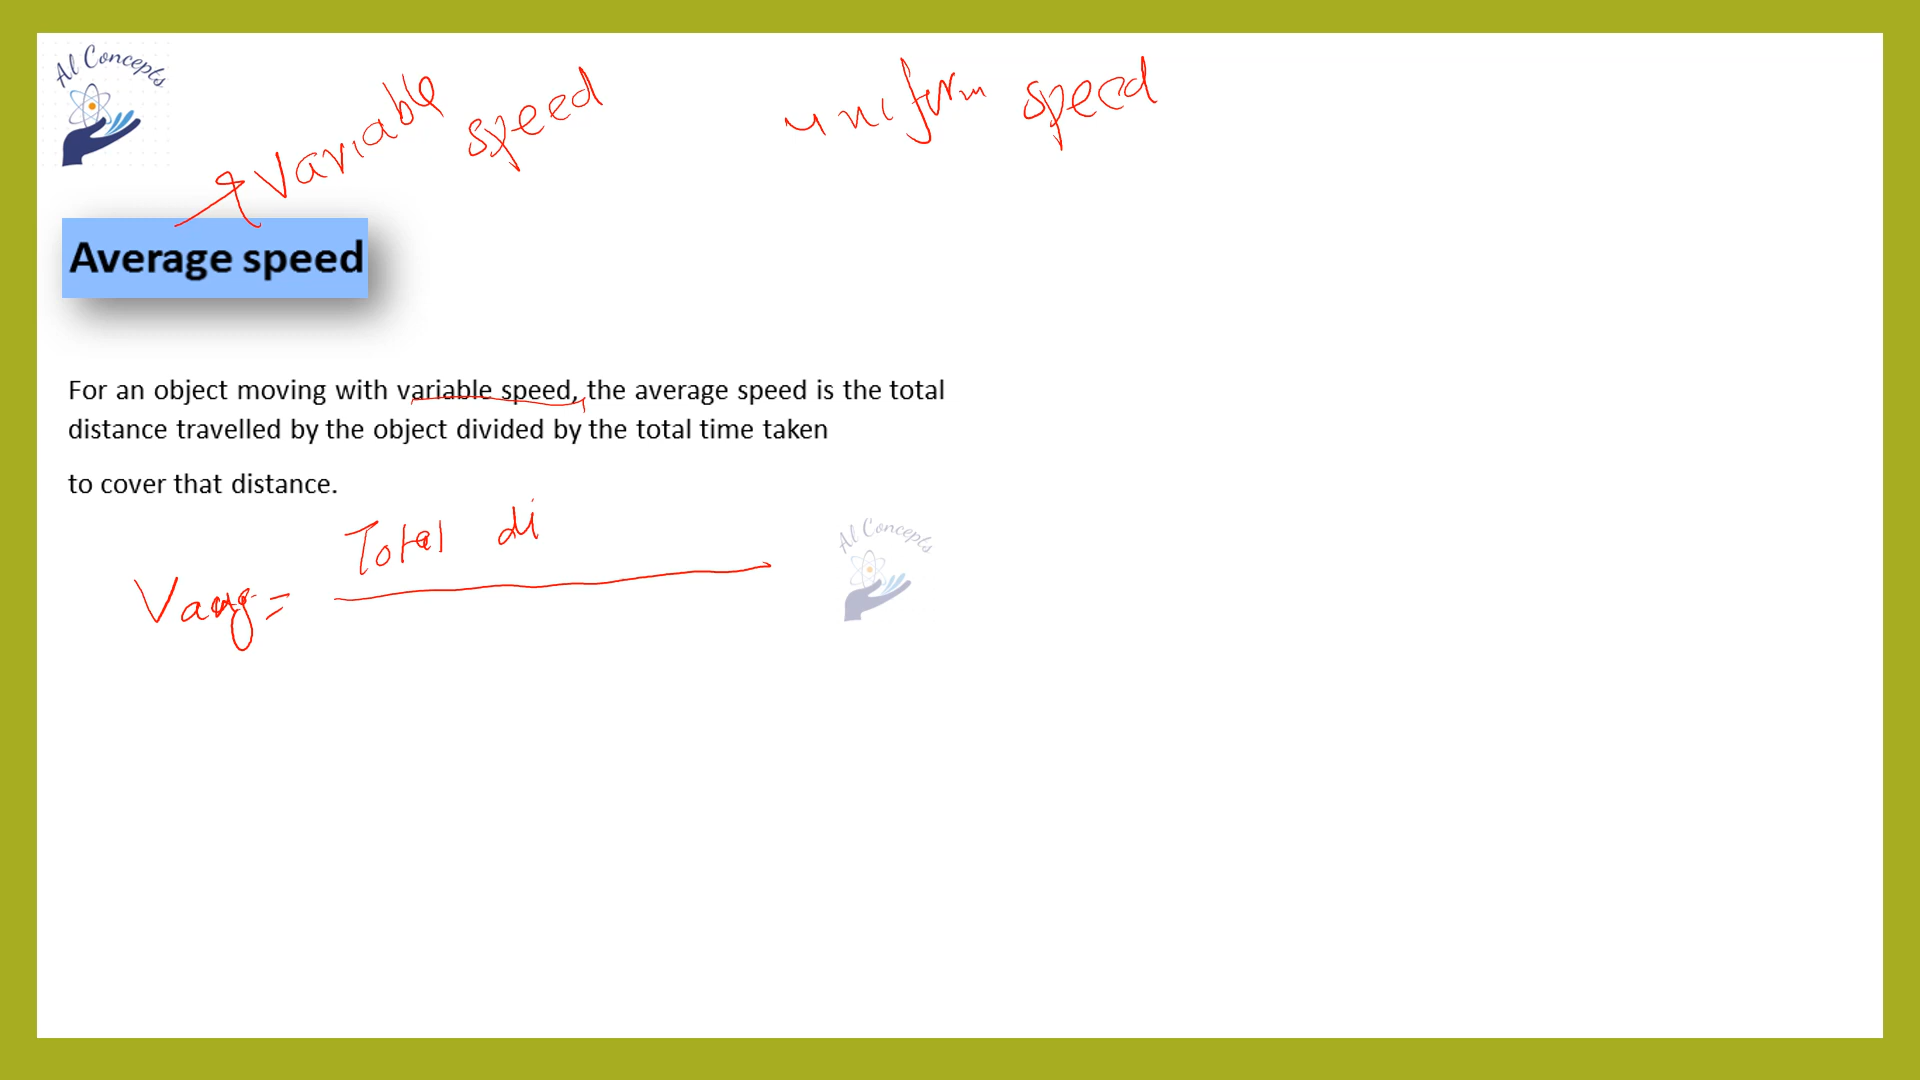 Al Concepts
variable speed
uniform speed
Average speed
For an object moving with variable speed, the average speed is the total
distance travelled by the object divided by the total time taken
to cover that distance.
Total di
Vavg =
Al Concepts